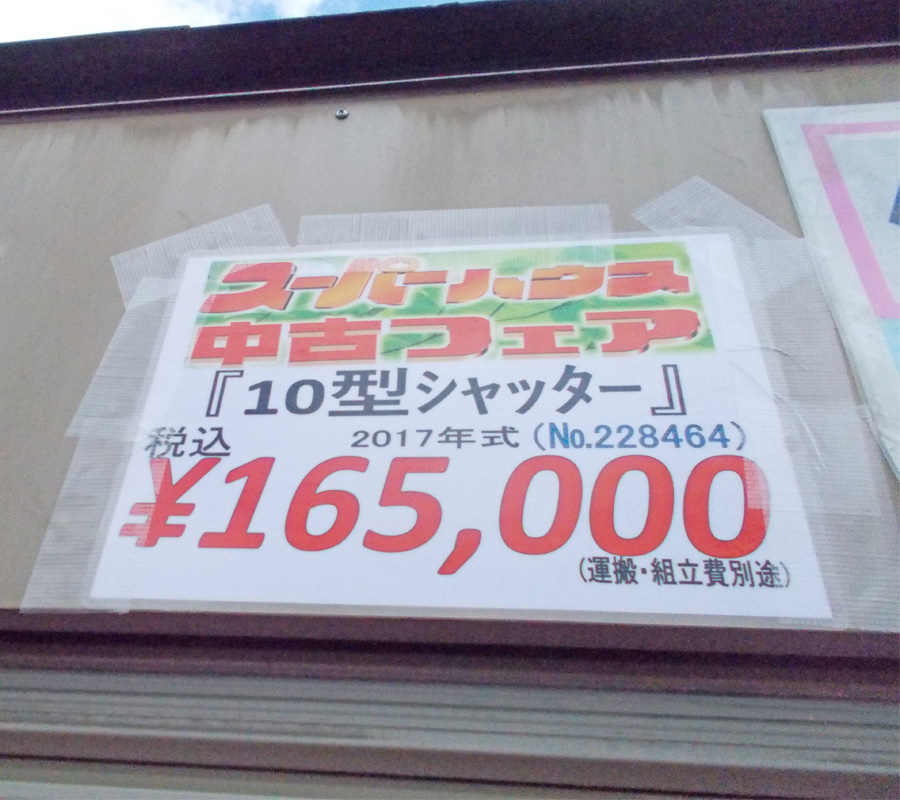 スーパーハウス
中古フェア
『10型シャッター』
2017年式(No.228464)
税込
¥165,000
(運搬・組立費別途)